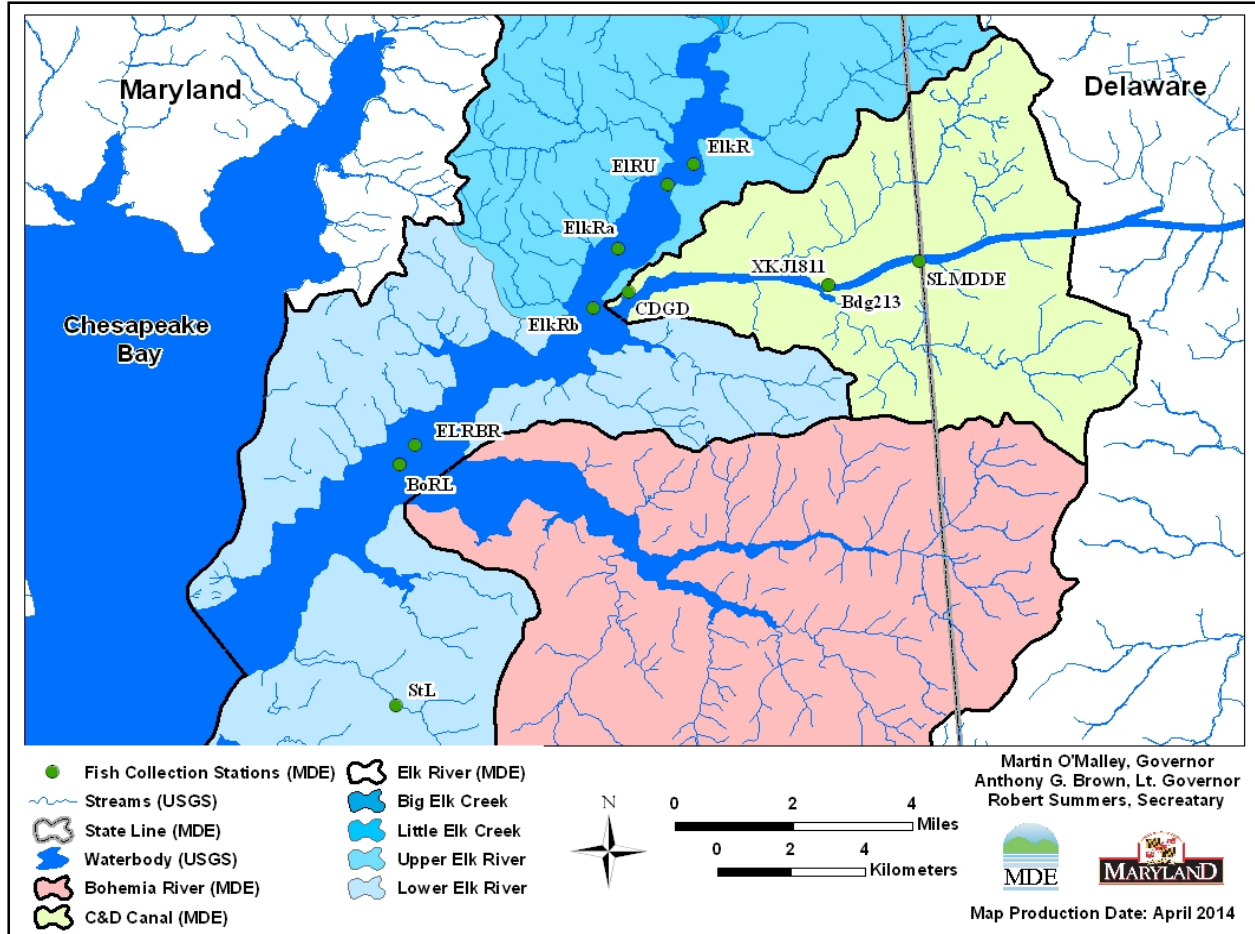 Maryland
Delaware
ElkR
ElRU
ElkRa
XKJ1811
SLMDDE
CDGD
Bdg213
ElkRb
Chesapeake
Bay
ELRBR
BoRL
StL
Fish Collection Stations (MDE)
Streams (USGS)
State Line (MDE)
Waterbody (USGS)
Bohemia River (MDE)
C&D Canal (MDE)
Elk River (MDE)
Big Elk Creek
Little Elk Creek
Upper Elk River
Lower Elk River
N
0 2 4
Miles
0 2 4
Kilometers
Martin O'Malley, Governor
Anthony G. Brown, Lt. Governor
Robert Summers, Secreatary
MDE
MARYLAND
Map Production Date: April 2014